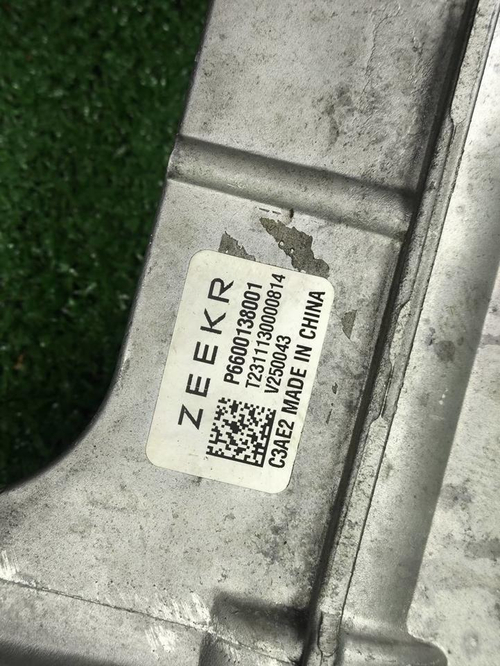 ZEEKR
P6600138001
T2311130000814
V250043
C3AE2 MADE IN CHINA